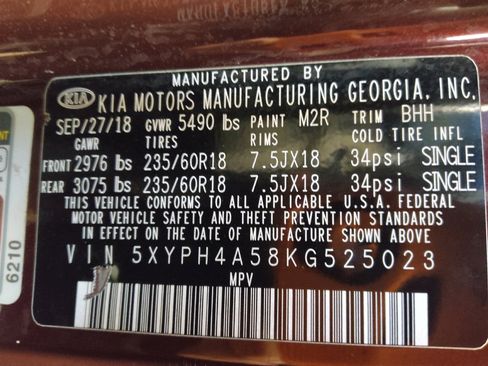 MANUFACTURED BY
KIA KIA MOTORS MANUFACTURING GEORGIA, INC.
SEP/27/18 GVWR 5490 lbs PAINT M2R TRIM BHH
GAWR TIRES RIMS COLD TIRE INFL
FRONT 2976 lbs 235/60R18 7.5JX18 34psi SINGLE
REAR 3075 lbs 235/60R18 7.5JX18 34psi SINGLE
THIS VEHICLE CONFORMS TO ALL APPLICABLE U.S.A. FEDERAL
MOTOR VEHICLE SAFETY AND THEFT PREVENTION STANDARDS
IN EFFECT ON THE DATE OF MANUFACTURE SHOWN ABOVE.
VIN 5XYPH4A58KG525023
MPV
6210